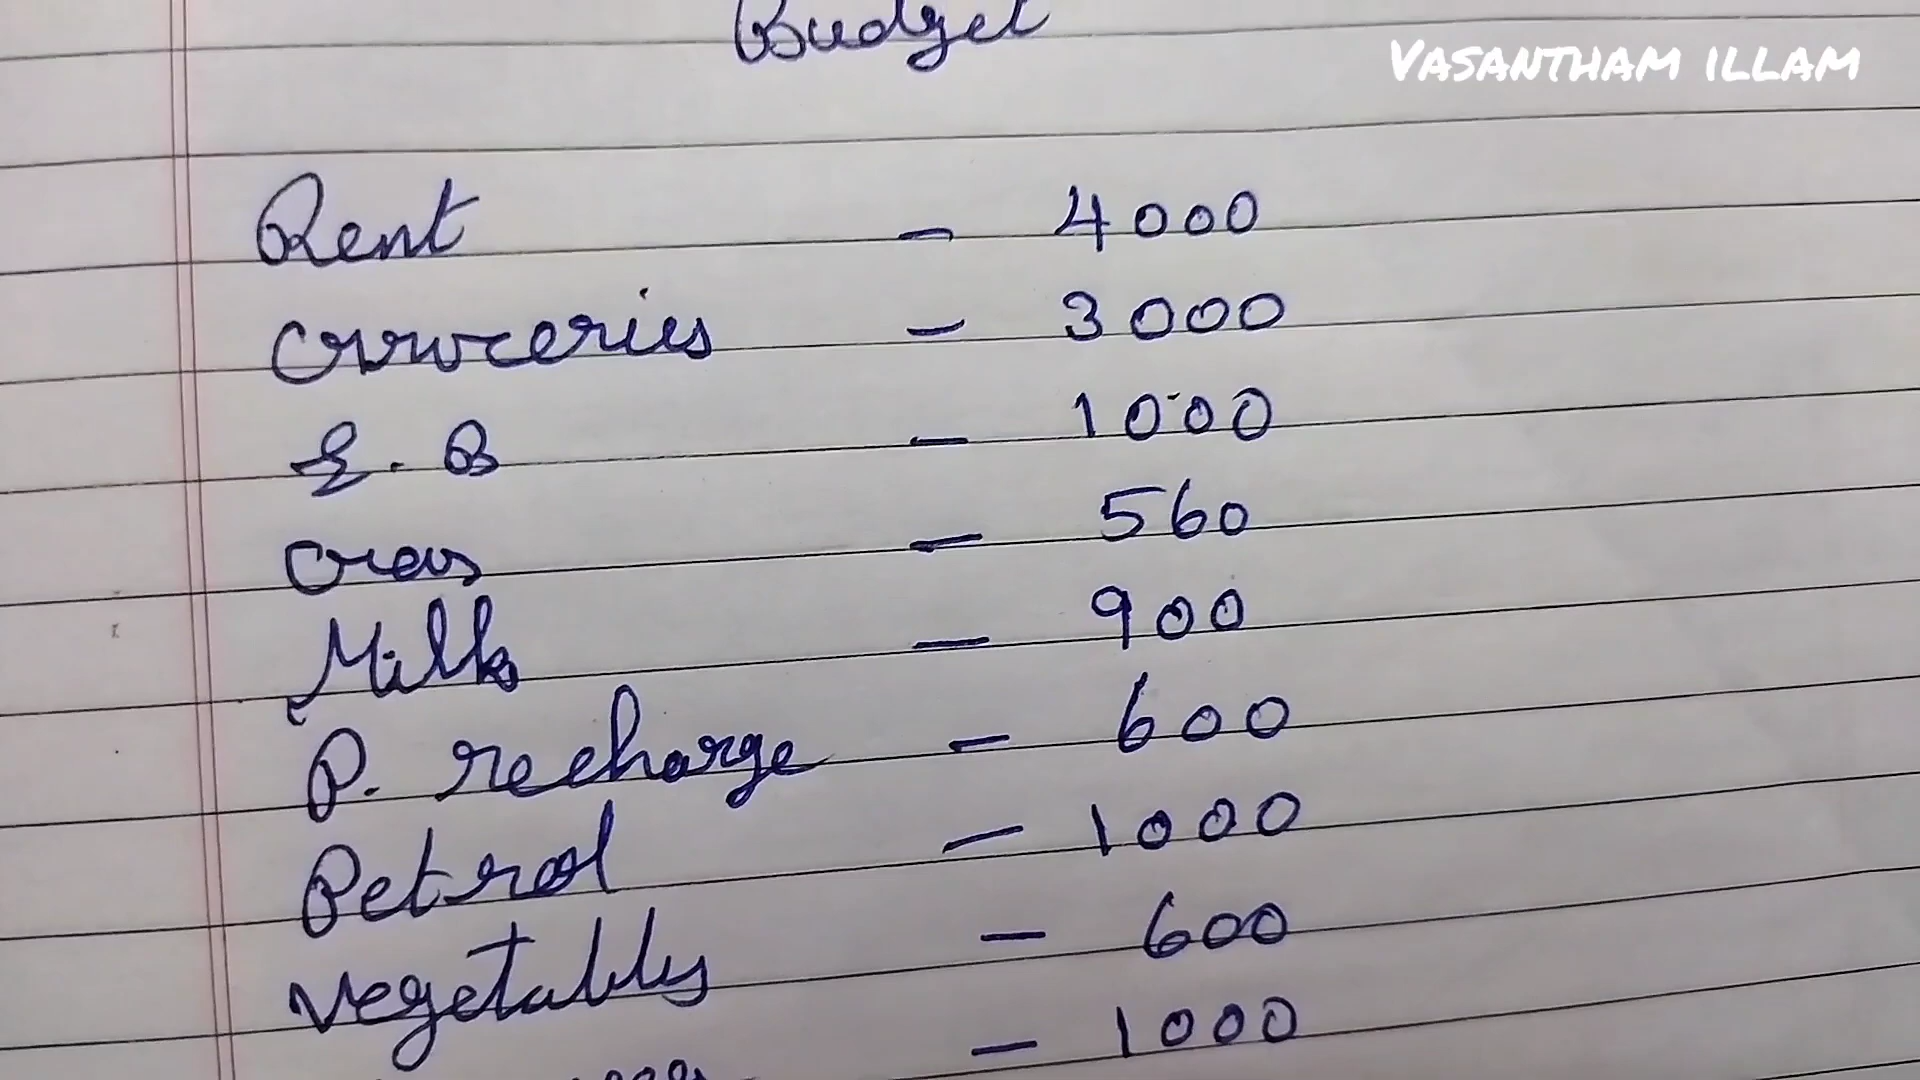 Budget
VASANTHAM ILLAM
Rent - 4000
Groceries - 3000
E.B - 1000
Gas - 560
Milk - 900
P. recharge - 600
Petrol - 1000
Vegetables - 600
- 1000